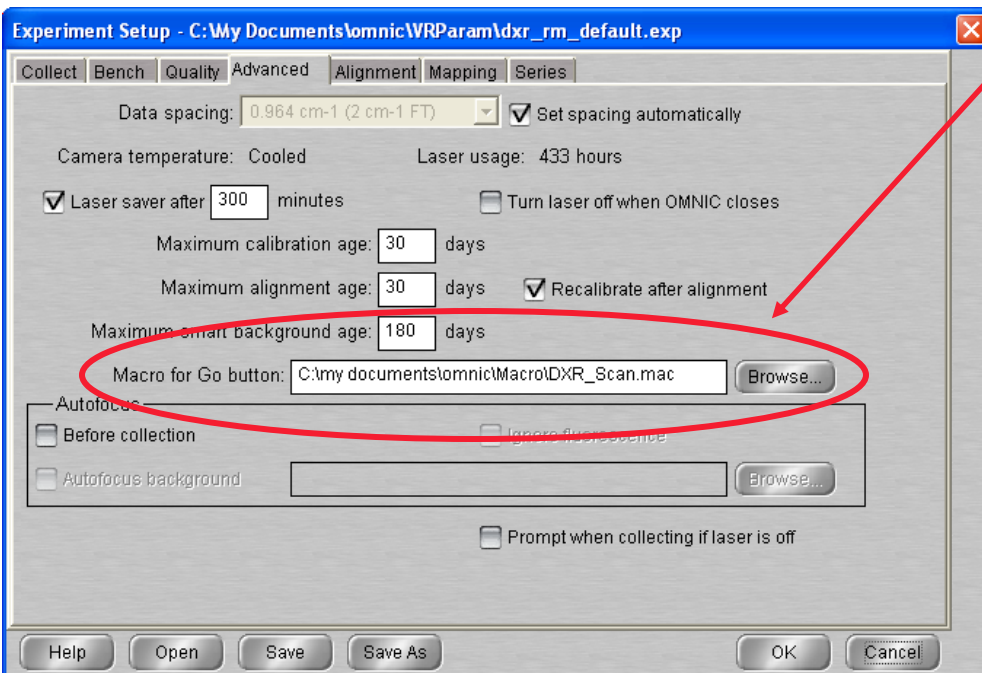 Experiment Setup - C:\My Documents\omnic\VRParam\dxr_rm_default.exp
Collect Bench Quality Advanced Alignment Mapping Series
Data spacing: 0.964 cm-1 (2 cm-1 FT) Set spacing automatically
Camera temperature: Cooled Laser usage: 433 hours
Laser saver after 300 minutes Turn laser off when OMNIC closes
Maximum calibration age: 30 days
Maximum alignment age: 30 days Recalibrate after alignment
Maximum smart background age: 180 days
Macro for Go button: C:\my documents\omnic\Macro\DXR_Scan.mac Browse...
Autofocus
Before collection Ignore fluorescence
Autofocus background Browse...
Prompt when collecting if laser is off
Help Open Save Save As OK Cancel